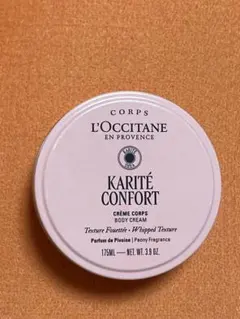 CORPS
L'OCCITANE
EN PROVENCE
KARITÉ
CONFORT
CRÈME CORPS
BODY CREAM
Texture Fouettée - Whipped Texture
Parfum de Pivoine | Peony Fragrance
175ML — NET. WT. 3.9 OZ.